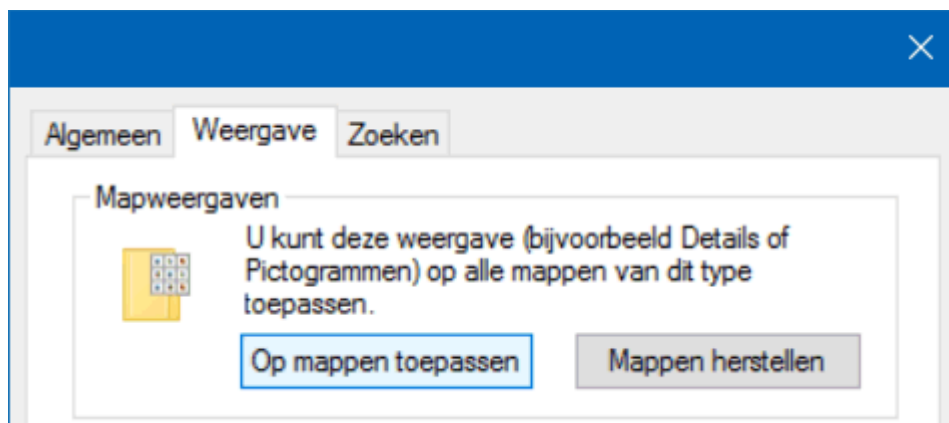 Algemeen Weergave Zoeken
Mapweergaven
U kunt deze weergave (bijvoorbeeld Details of
Pictogrammen) op alle mappen van dit type
toepassen.
Op mappen toepassen Mappen herstellen